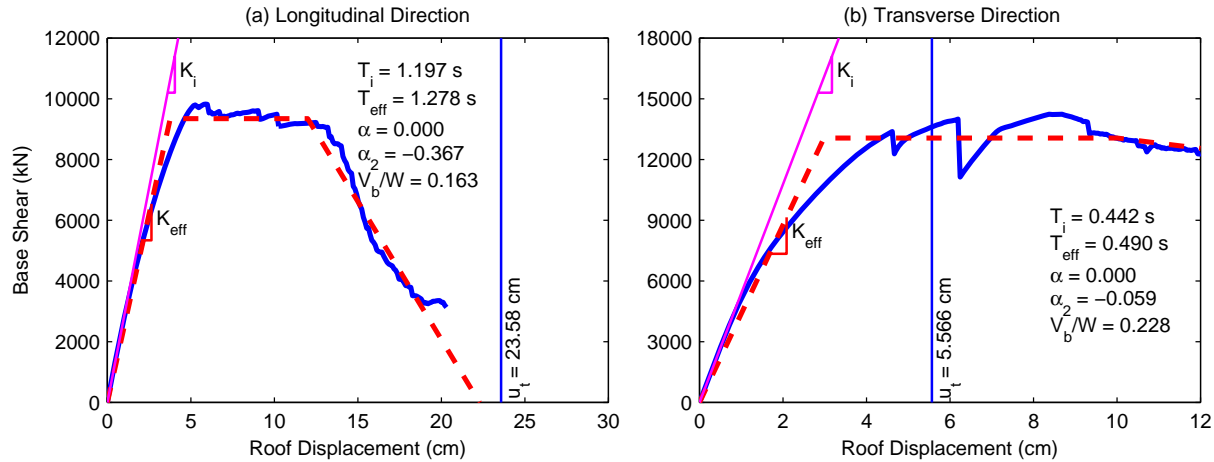 (a) Longitudinal Direction
12000
10000
8000
6000
4000
2000
0
Base Shear (kN)
K_i
K_eff
T_i = 1.197 s
T_eff = 1.278 s
α = 0.000
α_2 = −0.367
V_b/W = 0.163
u_t = 23.58 cm
0 5 10 15 20 25 30
Roof Displacement (cm)
(b) Transverse Direction
18000
15000
12000
9000
6000
3000
0
K_i
K_eff
u_t = 5.566 cm
T_i = 0.442 s
T_eff = 0.490 s
α = 0.000
α_2 = −0.059
V_b/W = 0.228
0 2 4 6 8 10 12
Roof Displacement (cm)